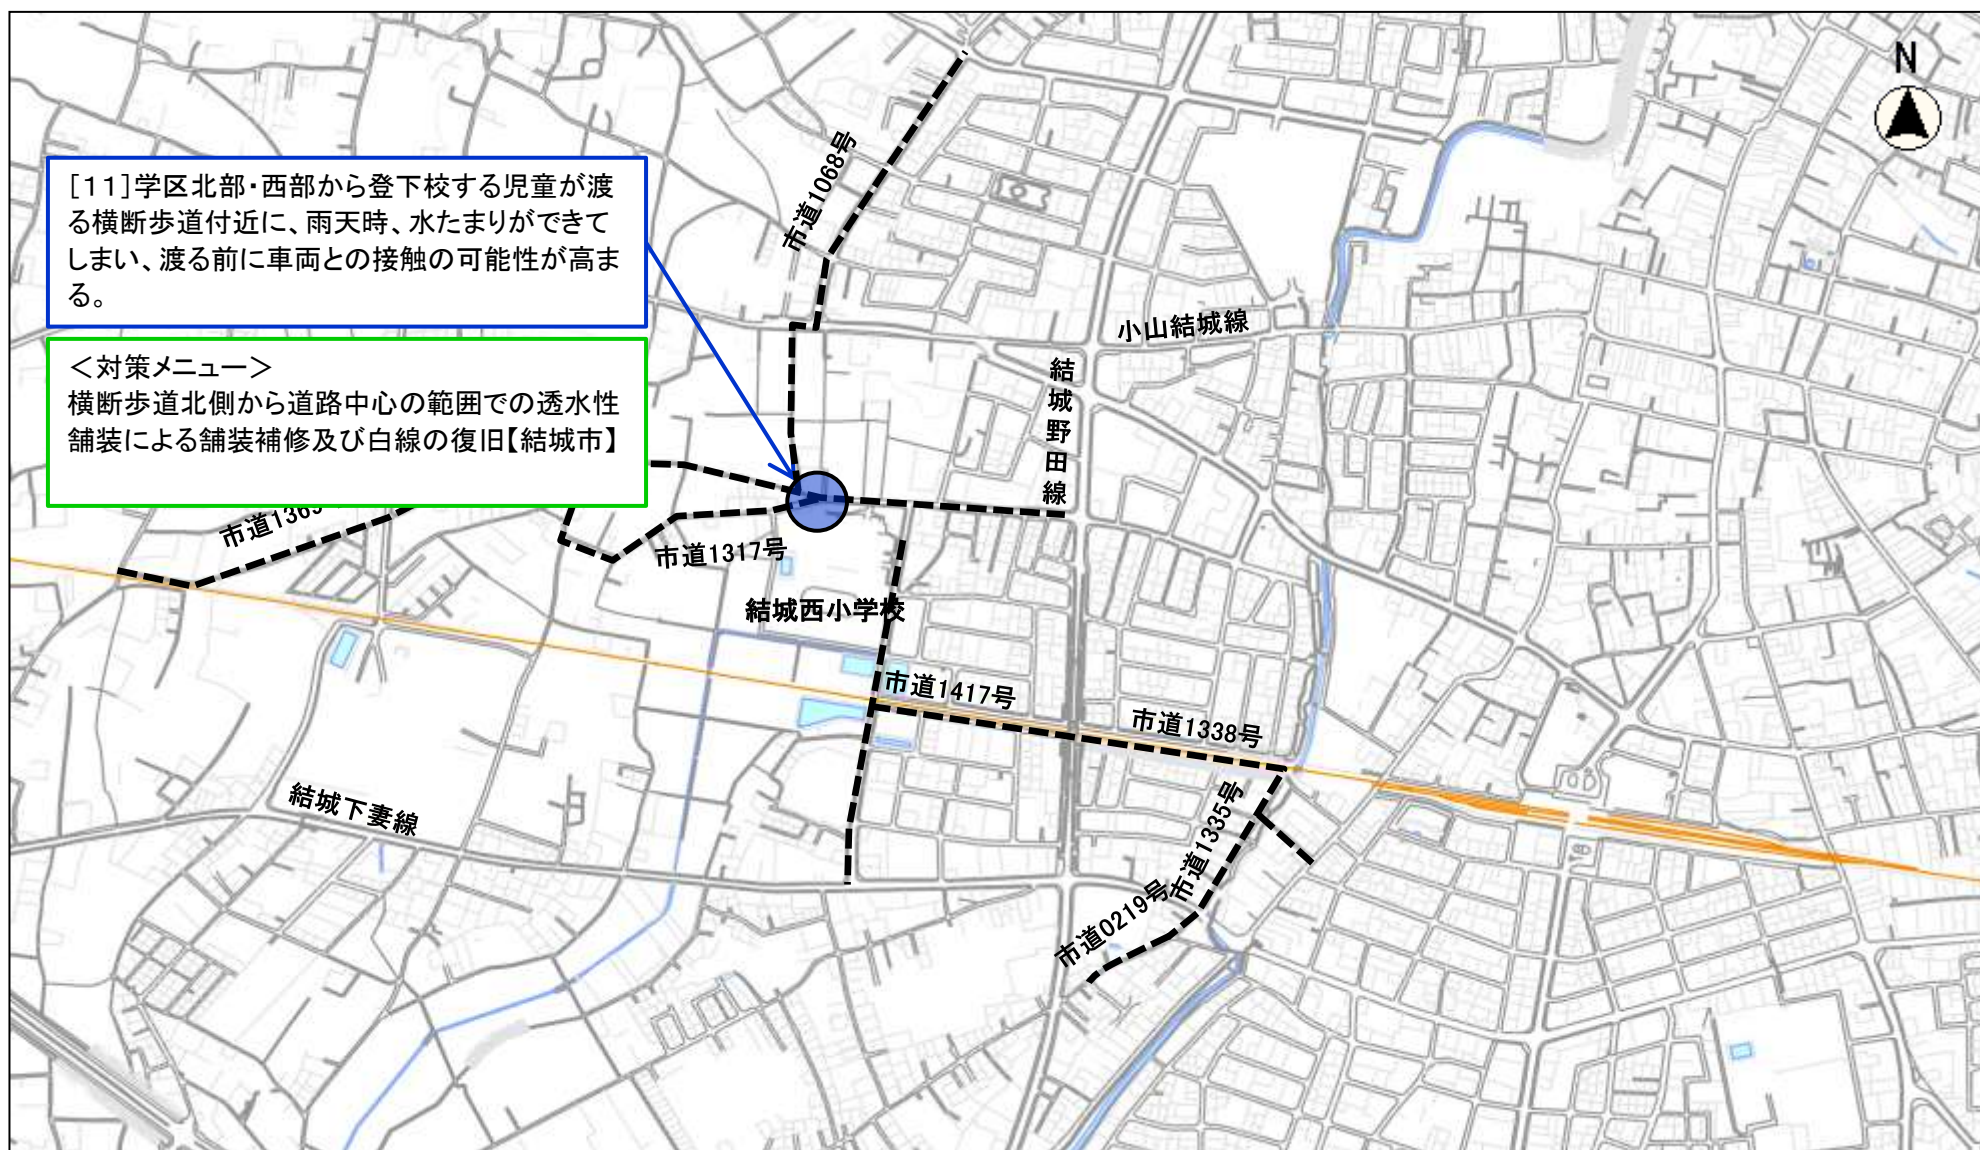 N
市道1068号
[11]学区北部・西部から登下校する児童が渡
る横断歩道付近に、雨天時、水たまりができて
しまい、渡る前に車両との接触の可能性が高ま
る。
小山結城線
<対策メニュー>
横断歩道北側から道路中心の範囲での透水性
舗装による舗装補修及び白線の復旧【結城市】
結城野田線
市道1317号
結城西小学校
市道1417号
市道1338号
結城下妻線
市道1335号
市道0219号